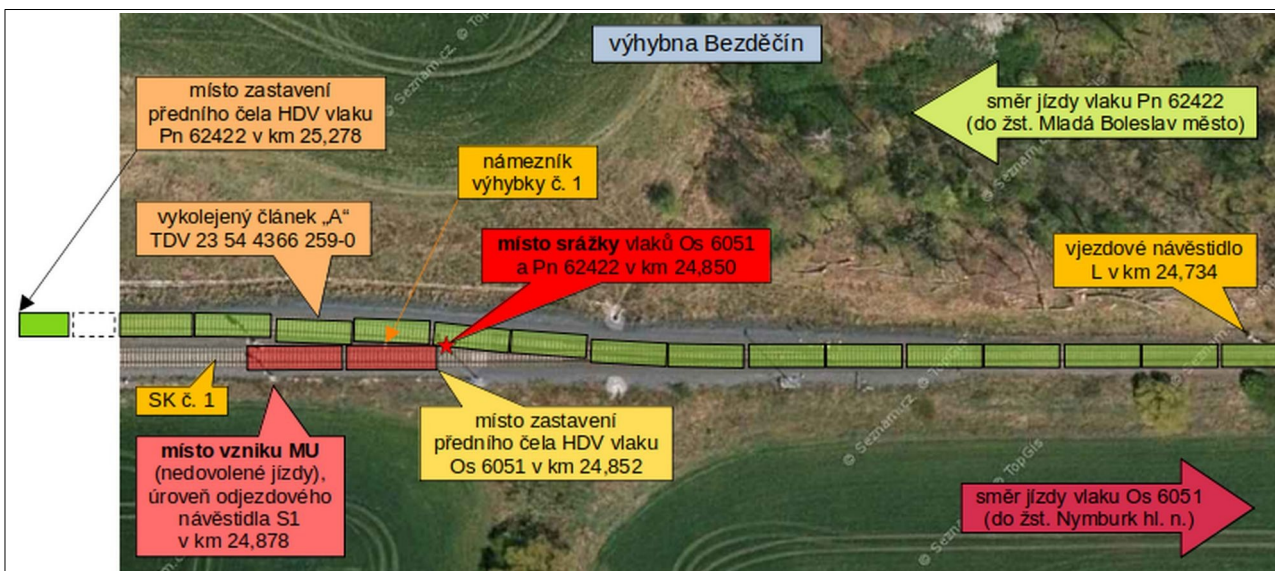 výhybna Bezděčín
místo zastavení
předního čela HDV vlaku
Pn 62422 v km 25,278
směr jízdy vlaku Pn 62422
(do žst. Mladá Boleslav město)
námezník
výhybky č. 1
vykolejený článek „A“
TDV 23 54 4366 259-0
místo srážky vlaků Os 6051
a Pn 62422 v km 24,850
vjezdové návěstidlo
L v km 24,734
SK č. 1
místo zastavení
předního čela HDV vlaku
Os 6051 v km 24,852
místo vzniku MU
(nedovolené jízdy),
úroveň odjezdového
návěstidla S1
v km 24,878
směr jízdy vlaku Os 6051
(do žst. Nymburk hl. n.)
© Seznam.cz
© TopGis